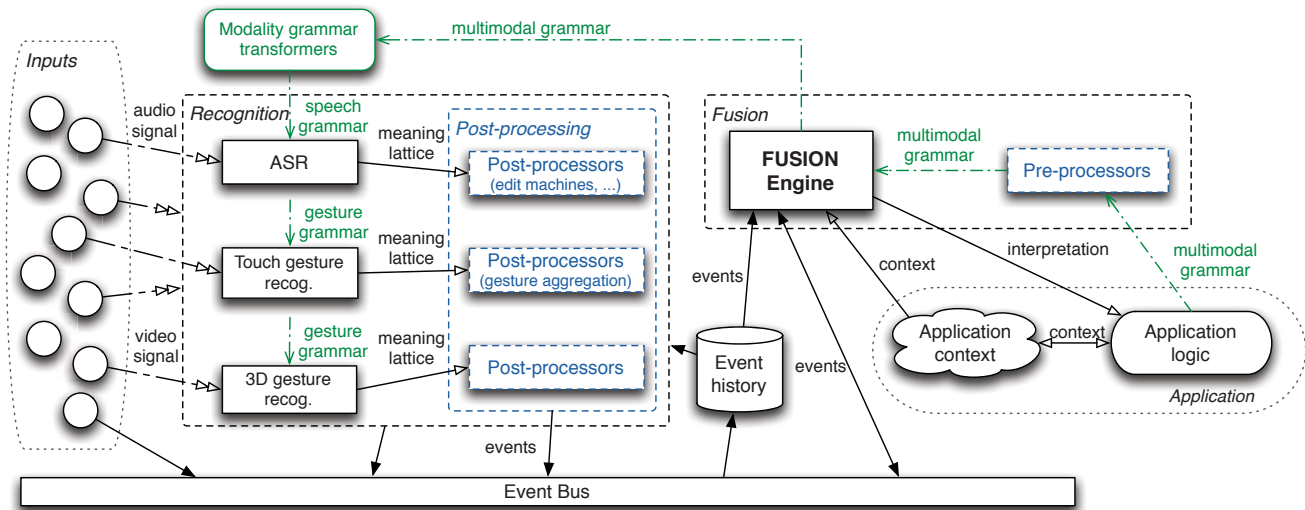 Modality grammar
transformers
multimodal grammar
Inputs
audio
signal
video
signal
Recognition
speech
grammar
ASR
meaning
lattice
gesture
grammar
Touch gesture
recog.
meaning
lattice
gesture
grammar
3D gesture
recog.
meaning
lattice
Post-processing
Post-processors
(edit machines, ...)
Post-processors
(gesture aggregation)
Post-processors
events
Event
history
events
Fusion
FUSION
Engine
multimodal
grammar
Pre-processors
multimodal
grammar
interpretation
context
events
Application
context
context
Application
logic
Application
Event Bus